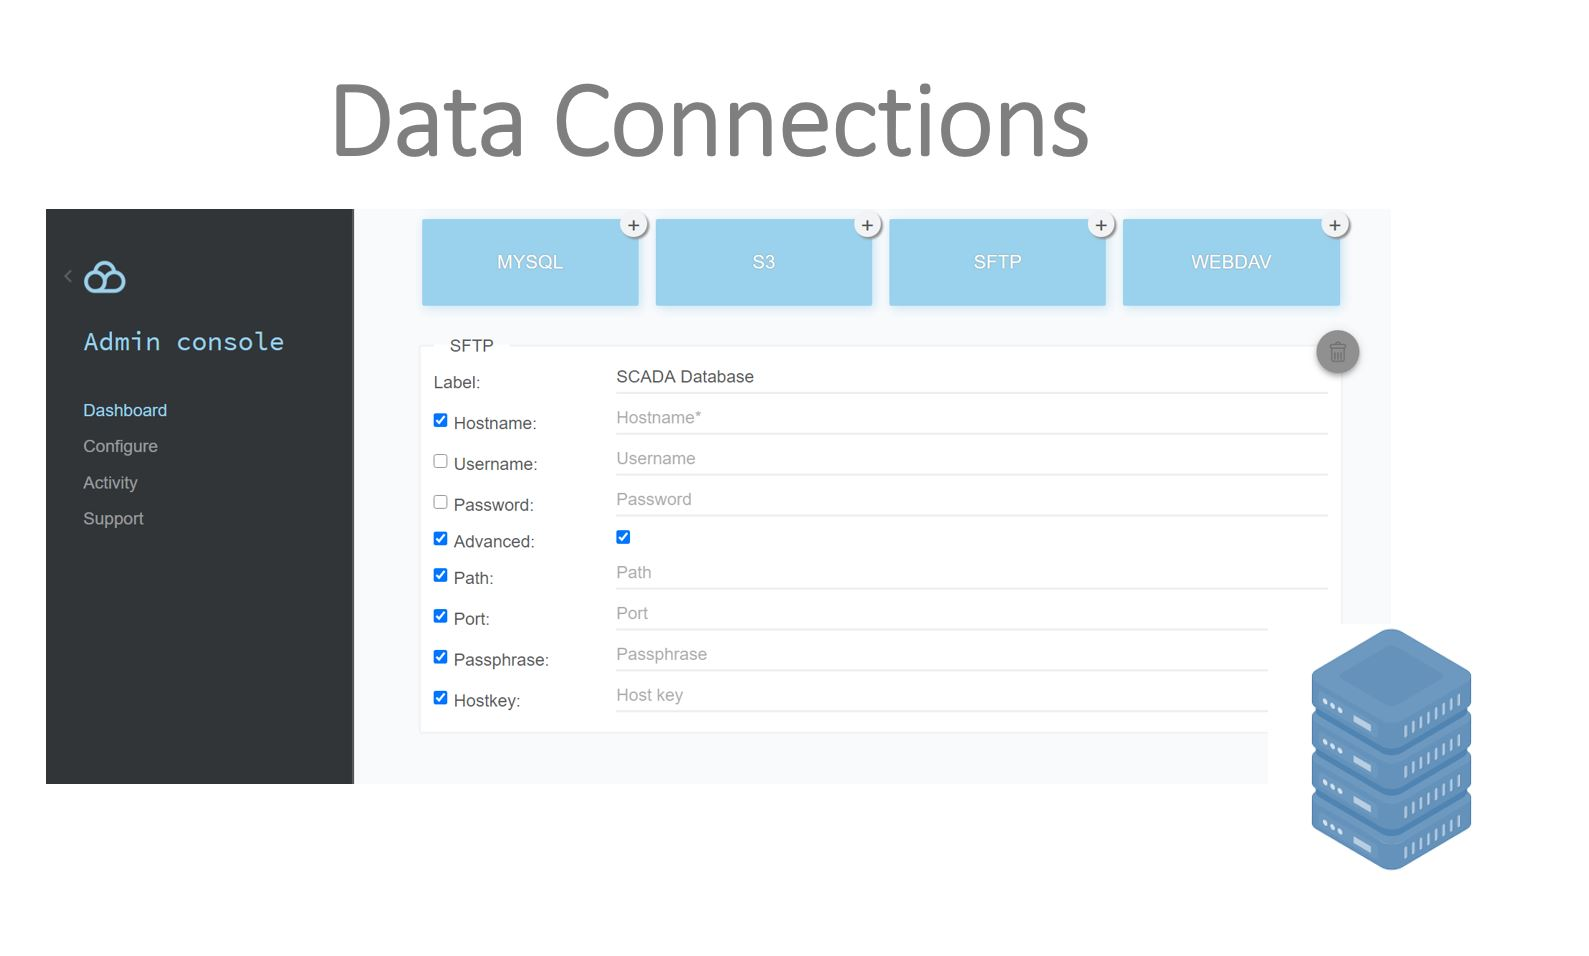 Data Connections
Admin console
Dashboard
Configure
Activity
Support
MYSQL
S3
SFTP
WEBDAV
SFTP
Label: SCADA Database
Hostname: Hostname*
Username: Username
Password: Password
Advanced:
Path: Path
Port: Port
Passphrase: Passphrase
Hostkey: Host key